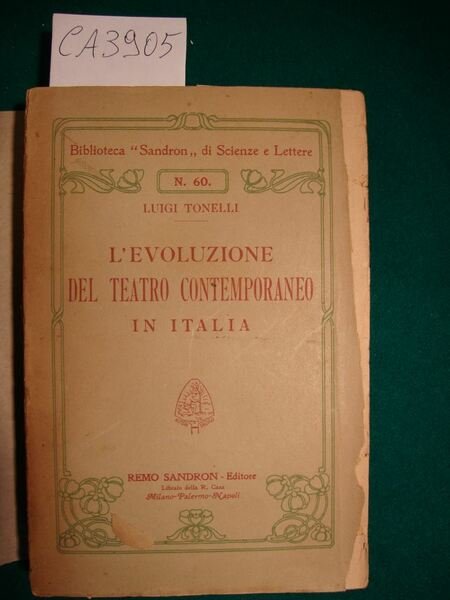 CA3905
Biblioteca "Sandron„ di Scienze e Lettere
N. 60.
LUIGI TONELLI
L'EVOLUZIONE
DEL TEATRO CONTEMPORANEO
IN ITALIA
REMO SANDRON - Editore
Libraio della R. Casa
Milano-Palermo-Napoli